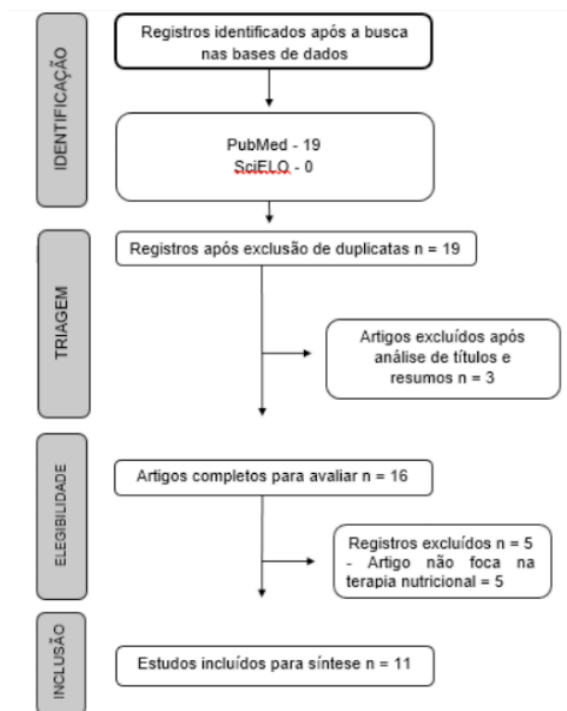 IDENTIFICAÇÃO
Registros identificados após a busca
nas bases de dados
PubMed - 19
SciELO - 0
TRIAGEM
Registros após exclusão de duplicatas n = 19
Artigos excluídos após
análise de títulos e
resumos n = 3
ELEGIBILIDADE
Artigos completos para avaliar n = 16
Registros excluídos n = 5
- Artigo não foca na
terapia nutricional = 5
INCLUSÃO
Estudos incluídos para síntese n = 11